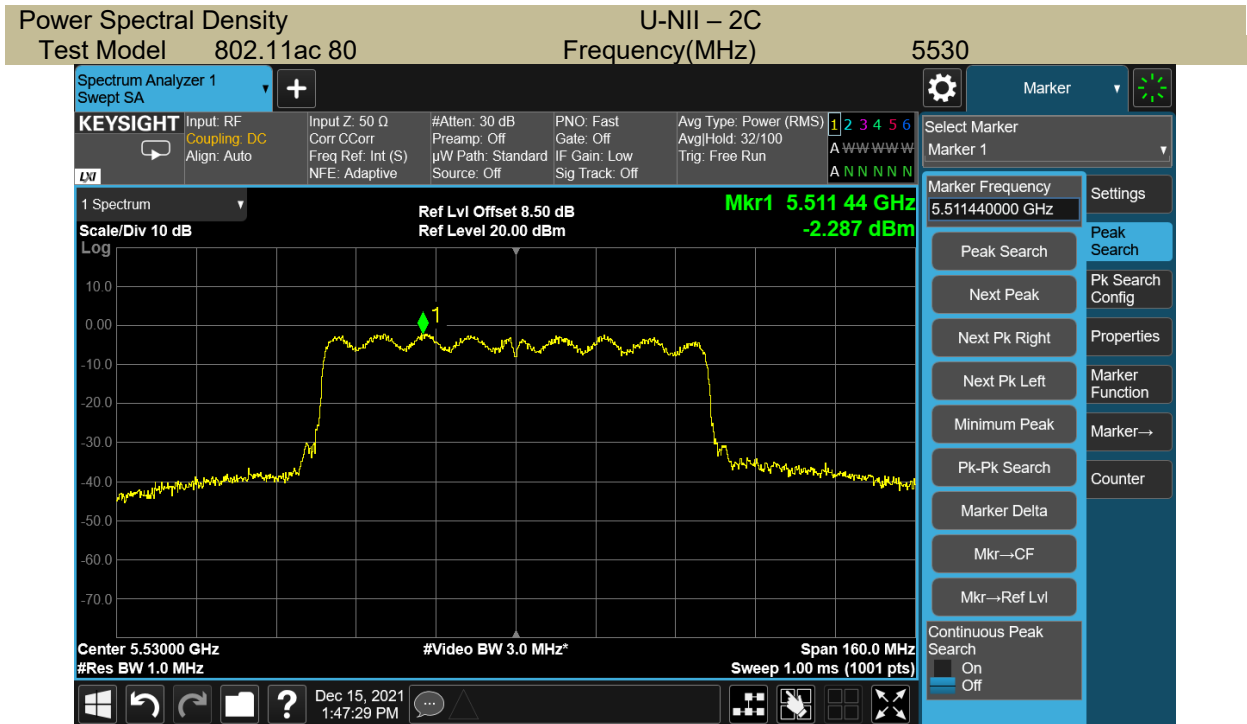 Power Spectral Density U-NII – 2C
Test Model 802.11ac 80 Frequency(MHz) 5530
Spectrum Analyzer 1
Swept SA
+
Marker
KEYSIGHT
LXI
Input: RF
Coupling: DC
Align: Auto
Input Z: 50 Ω
Corr CCorr
Freq Ref: Int (S)
NFE: Adaptive
#Atten: 30 dB
Preamp: Off
µW Path: Standard
Source: Off
PNO: Fast
Gate: Off
IF Gain: Low
Sig Track: Off
Avg Type: Power (RMS)
Avg|Hold: 32/100
Trig: Free Run
1 2 3 4 5 6
A W W W W W
A N N N N N
Select Marker
Marker 1
1 Spectrum
Scale/Div 10 dB
Log
Ref Lvl Offset 8.50 dB
Ref Level 20.00 dBm
Mkr1 5.511 44 GHz
-2.287 dBm
10.0
0.00
-10.0
-20.0
-30.0
-40.0
-50.0
-60.0
-70.0
1
Center 5.53000 GHz
#Res BW 1.0 MHz
#Video BW 3.0 MHz*
Span 160.0 MHz
Sweep 1.00 ms (1001 pts)
Marker Frequency
5.511440000 GHz
Peak Search
Next Peak
Next Pk Right
Next Pk Left
Minimum Peak
Pk-Pk Search
Marker Delta
Mkr→CF
Mkr→Ref Lvl
Continuous Peak
Search
On
Off
Settings
Peak
Search
Pk Search
Config
Properties
Marker
Function
Marker→
Counter
?
Dec 15, 2021
1:47:29 PM